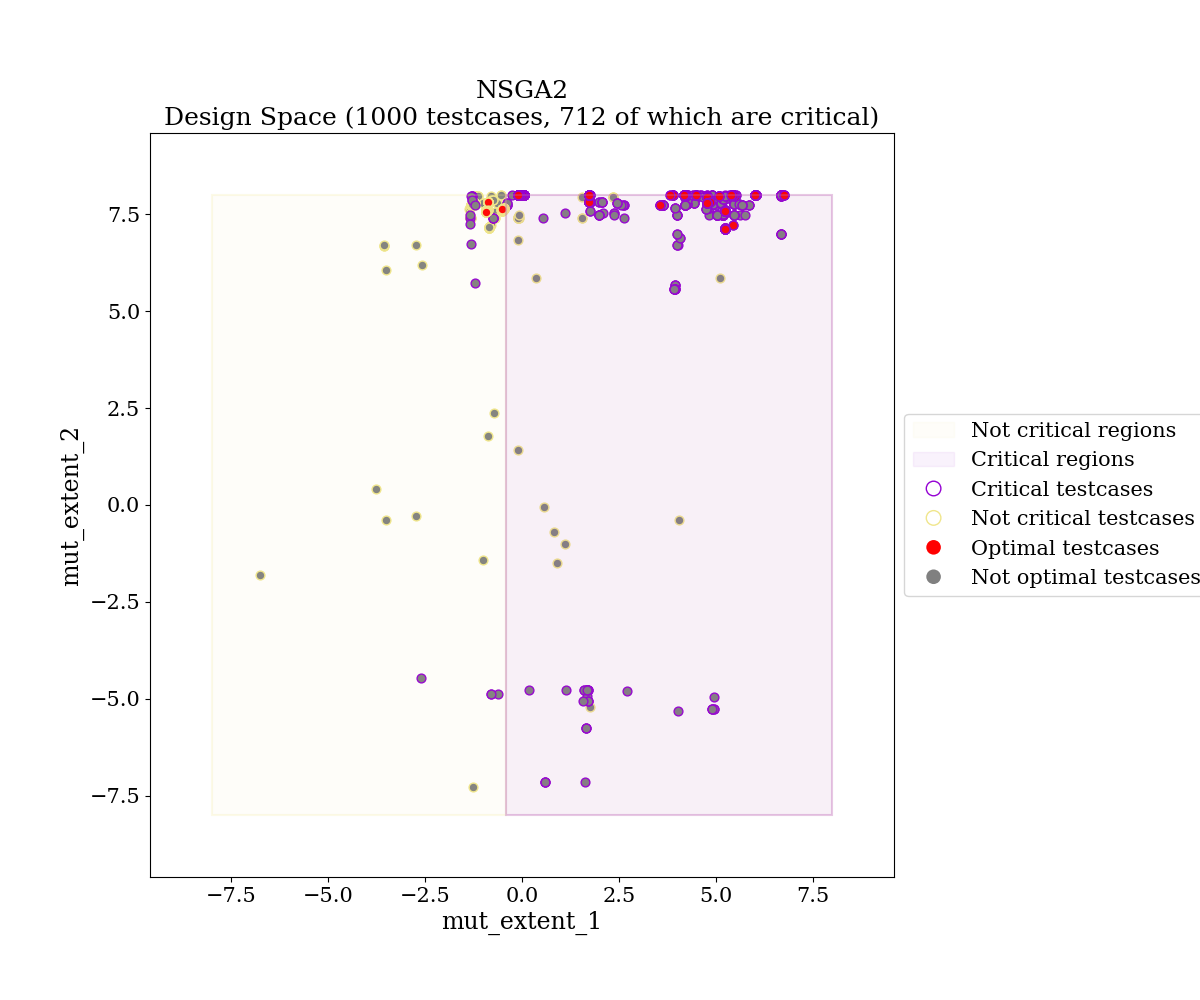 NSGA2
Design Space (1000 testcases, 712 of which are critical)
7.5
5.0
2.5
0.0
−2.5
−5.0
−7.5
mut_extent_2
−7.5
−5.0
−2.5
0.0
2.5
5.0
7.5
mut_extent_1
Not critical regions
Critical regions
Critical testcases
Not critical testcases
Optimal testcases
Not optimal testcases